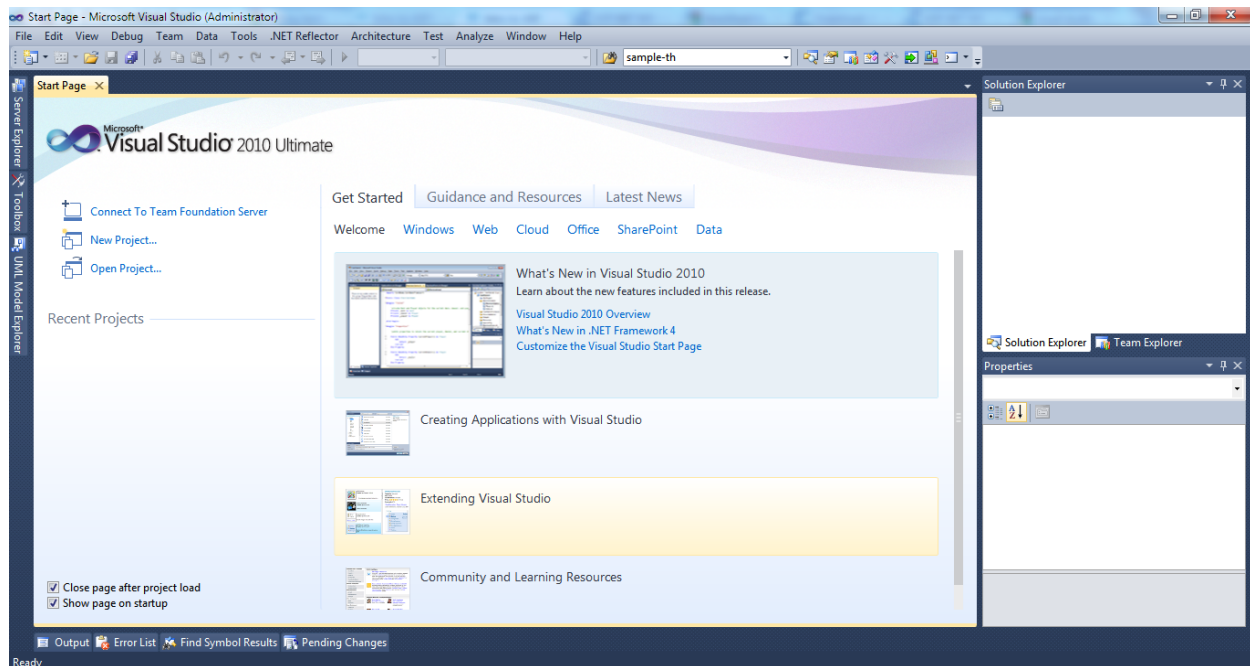 Start Page - Microsoft Visual Studio (Administrator)
File Edit View Debug Team Data Tools .NET Reflector Architecture Test Analyze Window Help
sample-th
Server Explorer
Toolbox
UML Model Explorer
Start Page
Microsoft®
Visual Studio® 2010 Ultimate
Connect To Team Foundation Server
New Project...
Open Project...
Recent Projects
Close page after project load
Show page on startup
Get Started Guidance and Resources Latest News
Welcome Windows Web Cloud Office SharePoint Data
What's New in Visual Studio 2010
Learn about the new features included in this release.
Visual Studio 2010 Overview
What's New in .NET Framework 4
Customize the Visual Studio Start Page
Creating Applications with Visual Studio
Extending Visual Studio
Community and Learning Resources
Solution Explorer
Solution Explorer Team Explorer
Properties
Output Error List Find Symbol Results Pending Changes
Ready